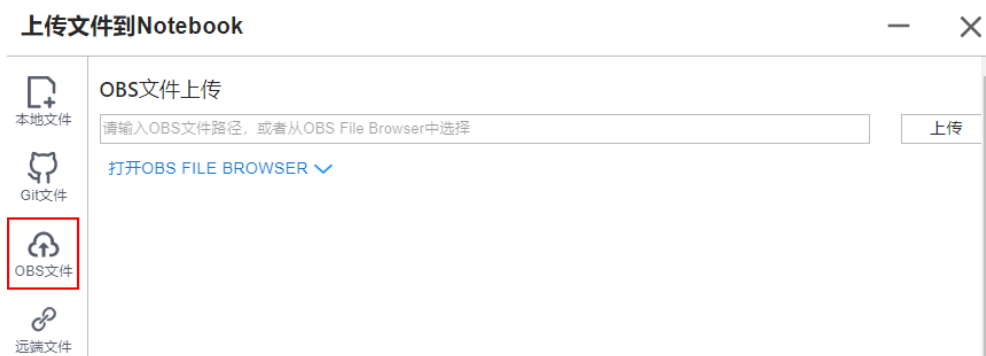 上传文件到Notebook
本地文件
Git文件
OBS文件
远端文件
OBS文件上传
请输入OBS文件路径，或者从OBS File Browser中选择
上传
打开OBS FILE BROWSER